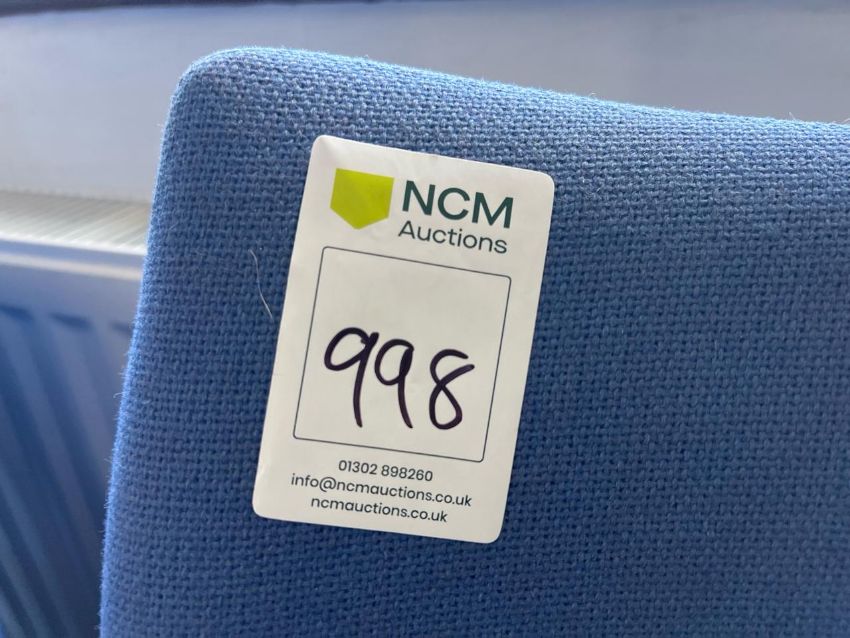 NCM
Auctions
998
01302 898260
info@ncmauctions.co.uk
ncmauctions.co.uk